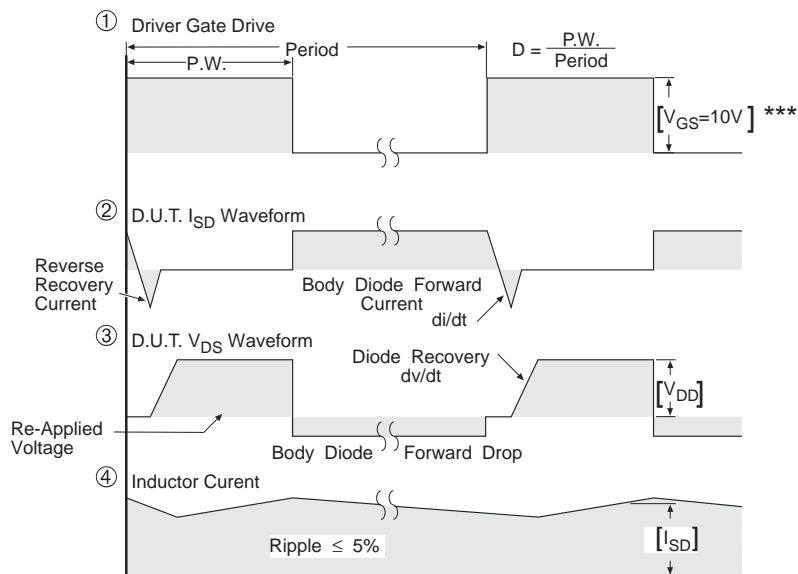 ① Driver Gate Drive
Period
P.W.
D = P.W. / Period
[VGS=10V] ***
② D.U.T. ISD Waveform
Reverse
Recovery
Current
Body Diode Forward
Current
di/dt
③ D.U.T. VDS Waveform
Diode Recovery
dv/dt
[VDD]
Re-Applied
Voltage
Body Diode Forward Drop
④ Inductor Curent
Ripple ≤ 5%
[ISD]